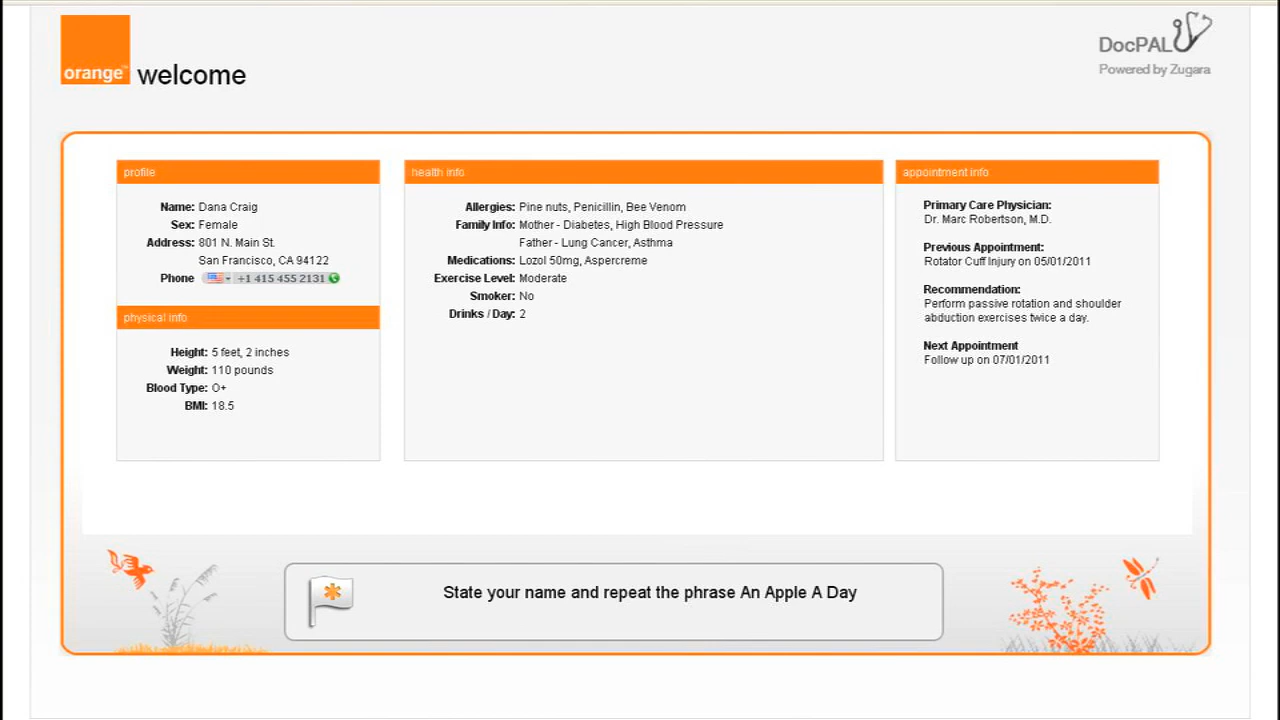 orange™
welcome
DocPAL
Powered by Zugara
profile
Name: Dana Craig
Sex: Female
Address: 801 N. Main St.
San Francisco, CA 94122
Phone +1 415 455 2131
physical info
Height: 5 feet, 2 inches
Weight: 110 pounds
Blood Type: O+
BMI: 18.5
health info
Allergies: Pine nuts, Penicillin, Bee Venom
Family Info: Mother - Diabetes, High Blood Pressure
Father - Lung Cancer, Asthma
Medications: Lozol 50mg, Aspercreme
Exercise Level: Moderate
Smoker: No
Drinks / Day: 2
appointment info
Primary Care Physician:
Dr. Marc Robertson, M.D.
Previous Appointment:
Rotator Cuff Injury on 05/01/2011
Recommendation:
Perform passive rotation and shoulder
abduction exercises twice a day.
Next Appointment
Follow up on 07/01/2011
State your name and repeat the phrase An Apple A Day